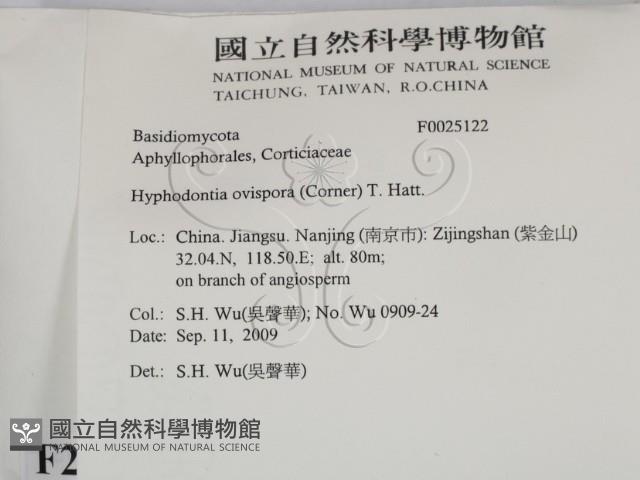 國立自然科學博物館
NATIONAL MUSEUM OF NATURAL SCIENCE
TAICHUNG, TAIWAN, R.O.CHINA
Basidiomycota F0025122
Aphyllophorales, Corticiaceae
Hyphodontia ovispora (Corner) T. Hatt.
Loc.: China. Jiangsu. Nanjing (南京市): Zijingshan (紫金山)
32.04.N, 118.50.E; alt. 80m;
on branch of angiosperm
Col.: S.H. Wu(吳聲華); No. Wu 0909-24
Date: Sep. 11, 2009
Det.: S.H. Wu(吳聲華)
國立自然科學博物館
NATIONAL MUSEUM OF NATURAL SCIENCE
F2